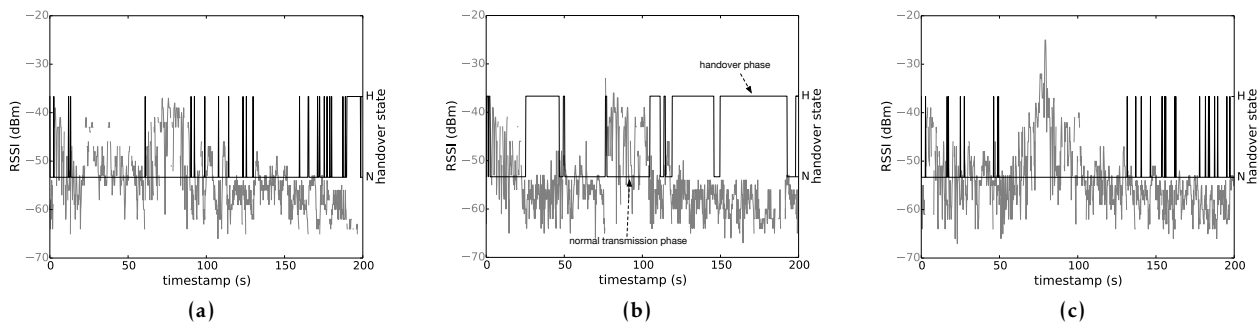 −20
−30
−40
−50
−60
−70
RSSI (dBm)
0
50
100
150
200
timestamp (s)
H
N
handover state
(a)
−20
−30
−40
−50
−60
−70
RSSI (dBm)
0
50
100
150
200
timestamp (s)
handover phase
normal transmission phase
H
N
handover state
(b)
−20
−30
−40
−50
−60
−70
RSSI (dBm)
0
50
100
150
200
timestamp (s)
H
N
handover state
(c)